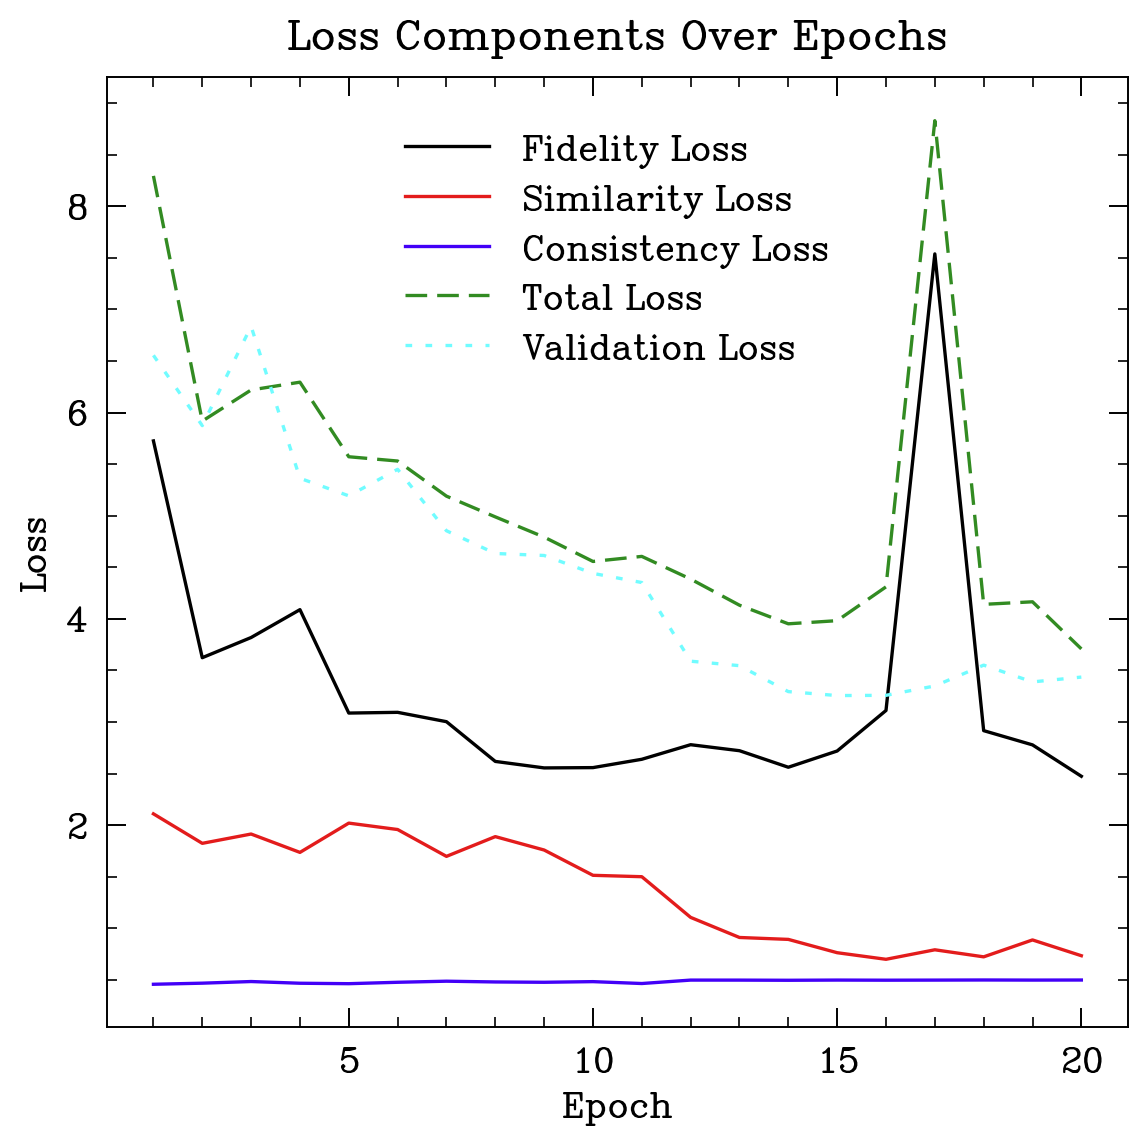 Loss Components Over Epochs
Fidelity Loss
Similarity Loss
Consistency Loss
Total Loss
Validation Loss
8
6
4
2
Loss
5 10 15 20
Epoch